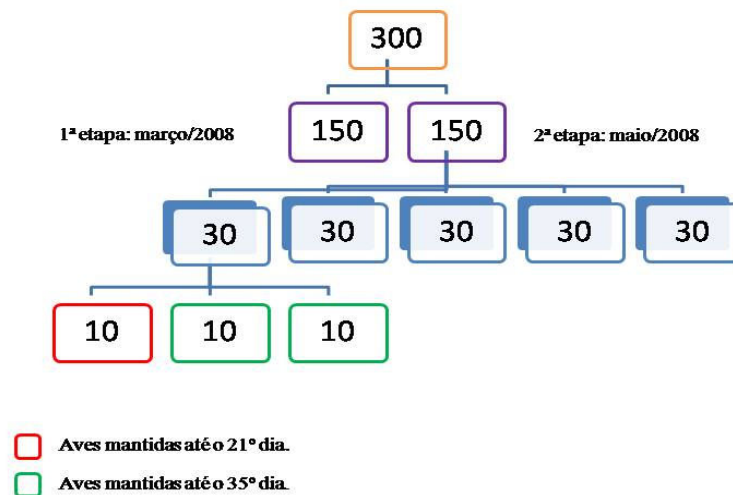 300
1ª etapa: março/2008
150
150
2ª etapa: maio/2008
30
30
30
30
30
10
10
10
Aves mantidas até o 21º dia.
Aves mantidas até o 35º dia.